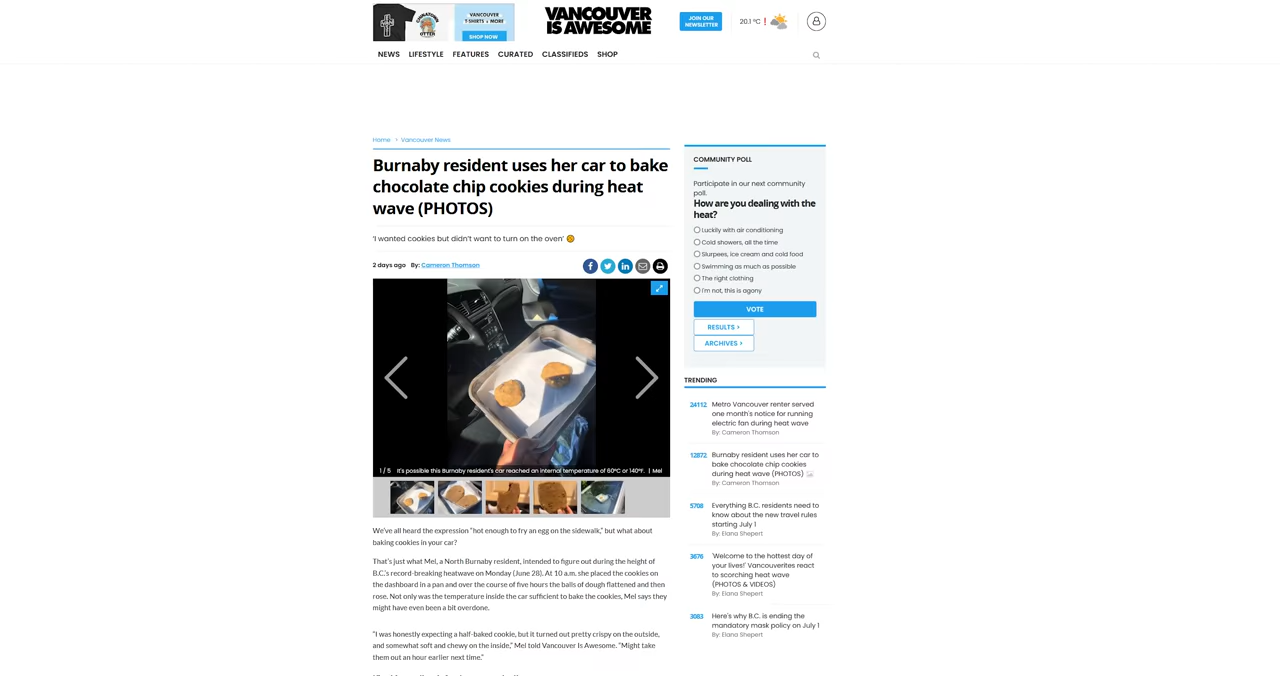 VANCOUVER
T-SHIRTS + MORE
SHOP NOW
VANCOUVER
IS AWESOME
JOIN OUR
NEWSLETTER
20.1 °C
NEWS LIFESTYLE FEATURES CURATED CLASSIFIEDS SHOP
Home > Vancouver News
Burnaby resident uses her car to bake
chocolate chip cookies during heat
wave (PHOTOS)
'I wanted cookies but didn't want to turn on the oven' 🍪
2 days ago By: Cameron Thomson
1 / 5 It's possible this Burnaby resident's car reached an internal temperature of 60ºC or 140ºF. | Mel
We've all heard the expression "hot enough to fry an egg on the sidewalk," but what about
baking cookies in your car?
That's just what Mel, a North Burnaby resident, intended to figure out during the height of
B.C.'s record-breaking heatwave on Monday (June 28). At 10 a.m. she placed the cookies on
the dashboard in a pan and over the course of five hours the balls of dough flattened and then
rose. Not only was the temperature inside the car sufficient to bake the cookies, Mel says they
might have even been a bit overdone.
"I was honestly expecting a half-baked cookie, but it turned out pretty crispy on the outside,
and somewhat soft and chewy on the inside," Mel told Vancouver Is Awesome. "Might take
them out an hour earlier next time."
COMMUNITY POLL
Participate in our next community
poll.
How are you dealing with the
heat?
Luckily with air conditioning
Cold showers, all the time
Slurpees, ice cream and cold food
Swimming as much as possible
The right clothing
I'm not, this is agony
VOTE
RESULTS >
ARCHIVES >
TRENDING
24112 Metro Vancouver renter served
one month's notice for running
electric fan during heat wave
By: Cameron Thomson
12872 Burnaby resident uses her car to
bake chocolate chip cookies
during heat wave (PHOTOS)
By: Cameron Thomson
5708 Everything B.C. residents need to
know about the new travel rules
starting July 1
By: Elana Shepert
3676 'Welcome to the hottest day of
your lives!' Vancouverites react
to scorching heat wave
(PHOTOS & VIDEOS)
By: Elana Shepert
3083 Here's why B.C. is ending the
mandatory mask policy on July 1
By: Elana Shepert